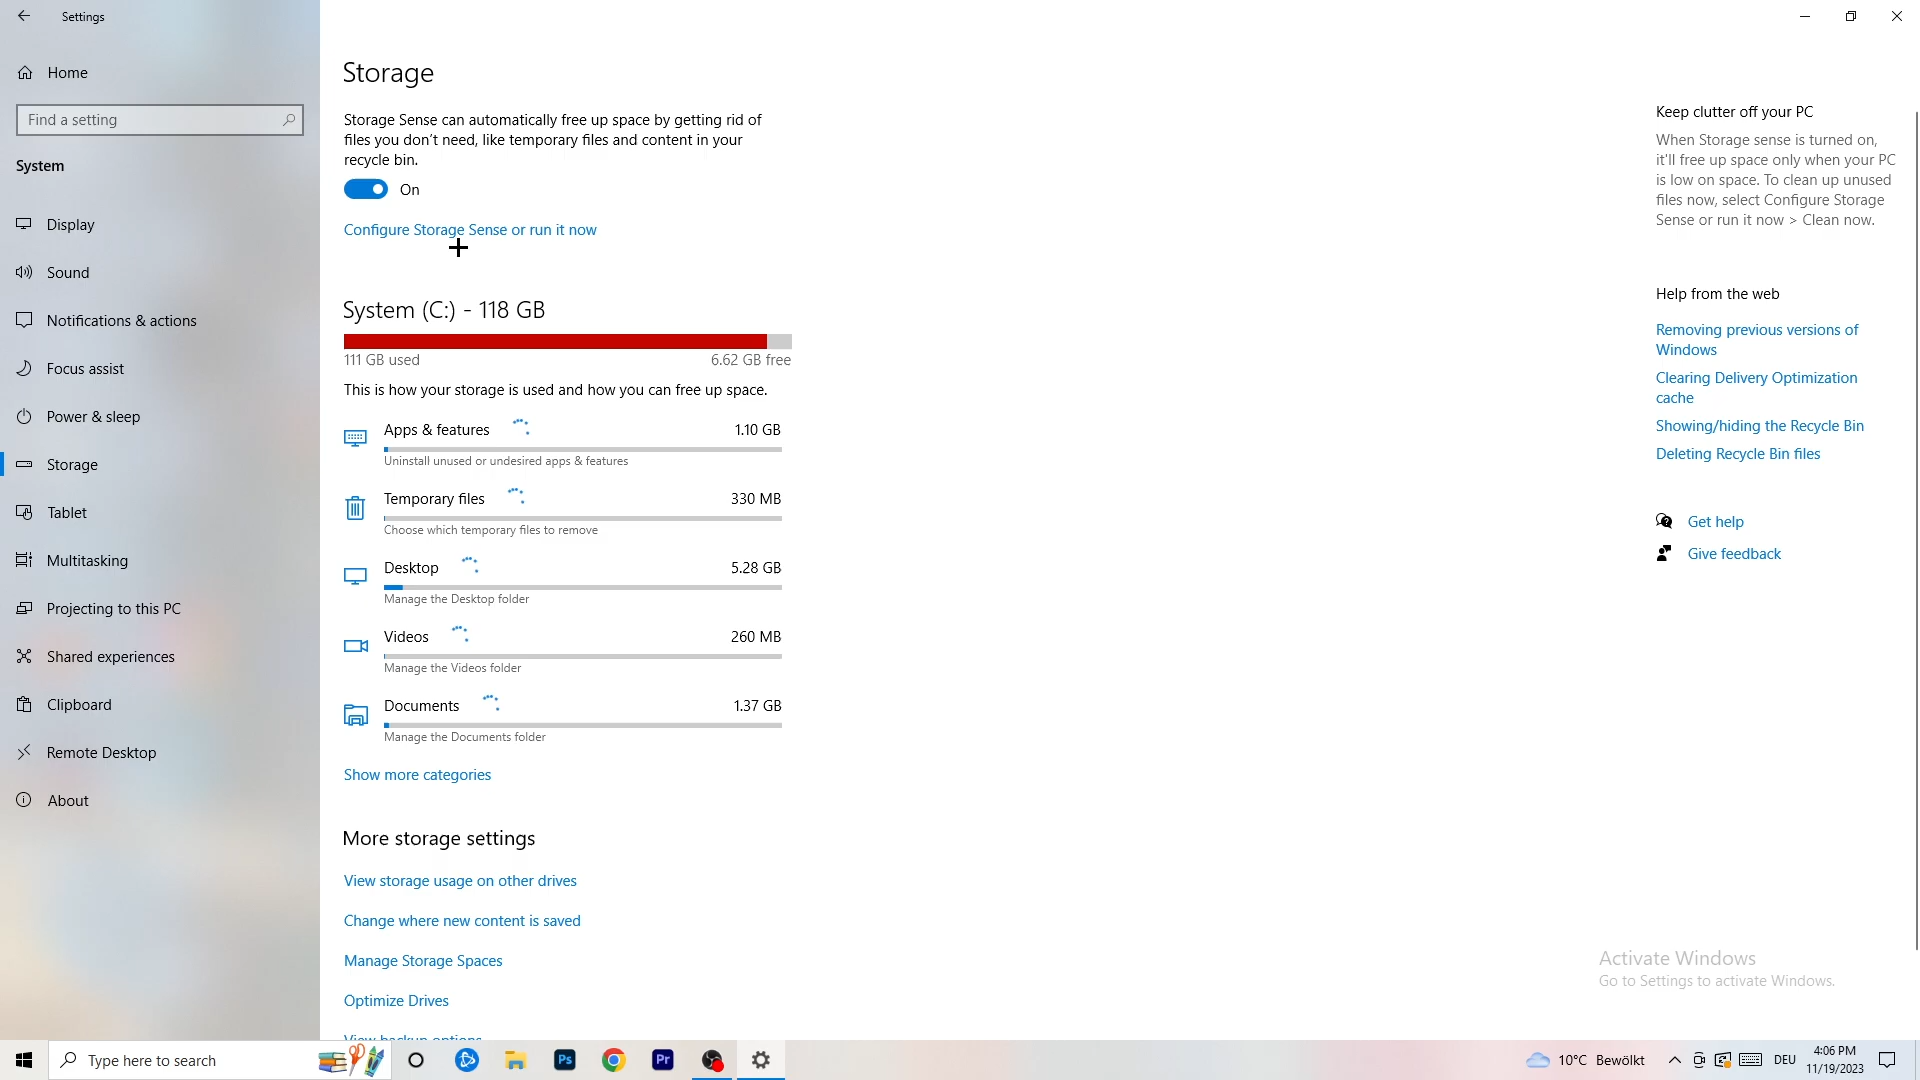 Settings
Home
Find a setting
System
Display
Sound
Notifications & actions
Focus assist
Power & sleep
Storage
Tablet
Multitasking
Projecting to this PC
Shared experiences
Clipboard
Remote Desktop
About
Storage
Storage Sense can automatically free up space by getting rid of
files you don't need, like temporary files and content in your
recycle bin.
On
Configure Storage Sense or run it now
System (C:) - 118 GB
111 GB used
6.62 GB free
This is how your storage is used and how you can free up space.
Apps & features
1.10 GB
Uninstall unused or undesired apps & features
Temporary files
330 MB
Choose which temporary files to remove
Desktop
5.28 GB
Manage the Desktop folder
Videos
260 MB
Manage the Videos folder
Documents
1.37 GB
Manage the Documents folder
Show more categories
More storage settings
View storage usage on other drives
Change where new content is saved
Manage Storage Spaces
Optimize Drives
View backup options
Keep clutter off your PC
When Storage sense is turned on,
it'll free up space only when your PC
is low on space. To clean up unused
files now, select Configure Storage
Sense or run it now > Clean now.
Help from the web
Removing previous versions of
Windows
Clearing Delivery Optimization
cache
Showing/hiding the Recycle Bin
Deleting Recycle Bin files
Get help
Give feedback
Activate Windows
Go to Settings to activate Windows.
Type here to search
Ps
Pr
10°C Bewölkt
DEU
4:06 PM
11/19/2023